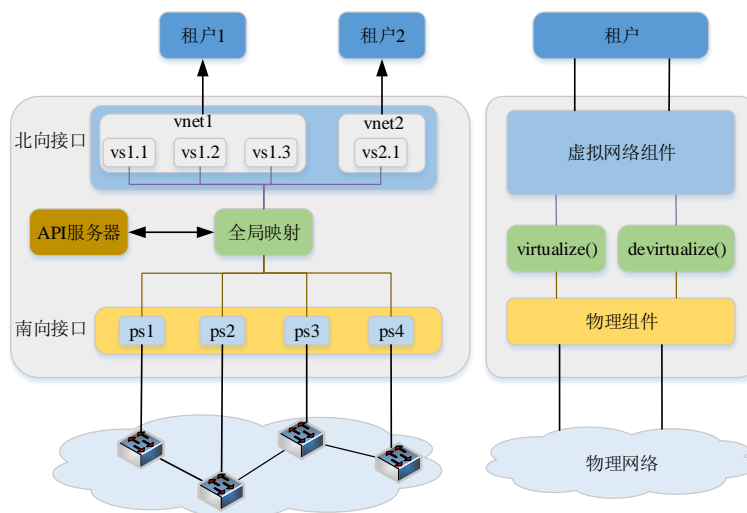 租户1
租户2
北向接口
vnet1
vs1.1
vs1.2
vs1.3
vnet2
vs2.1
API服务器
全局映射
南向接口
ps1
ps2
ps3
ps4
租户
虚拟网络组件
virtualize()
devirtualize()
物理组件
物理网络